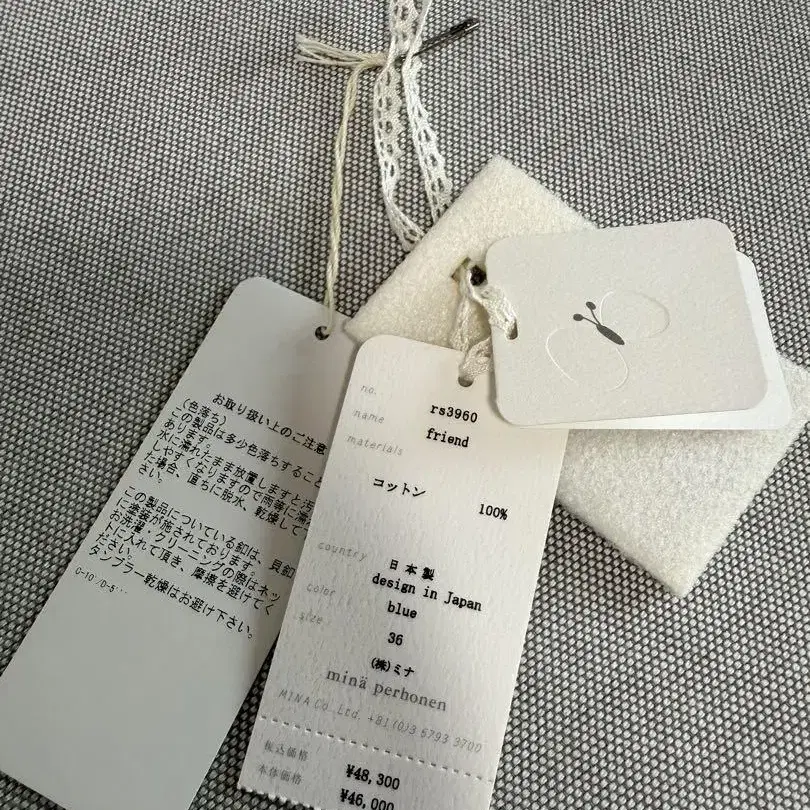 お取り扱い上のご注意
(色落ち)
この製品は多少色落ちすること
あります。
水に濡れたまま放置しますと汚
しやすくなりますので雨等に濡
た場合、直ちに脱水、乾燥して
さい。
この製品についている釦は、貝釦
に塗装が施されております。
お洗濯・クリーニングの際はネッ
トに入れて頂き、摩擦を避けてく
ださい。
タンブラー乾燥はお避け下さい。
no. rs3960
name friend
materials
コットン 100%
country 日本製
design in Japan
color blue
size 36
(株)ミナ
minä perhonen
MINA Co.,Ltd. +81(0)3 5793 3700
税込価格 ¥48,300
本体価格 ¥46,000